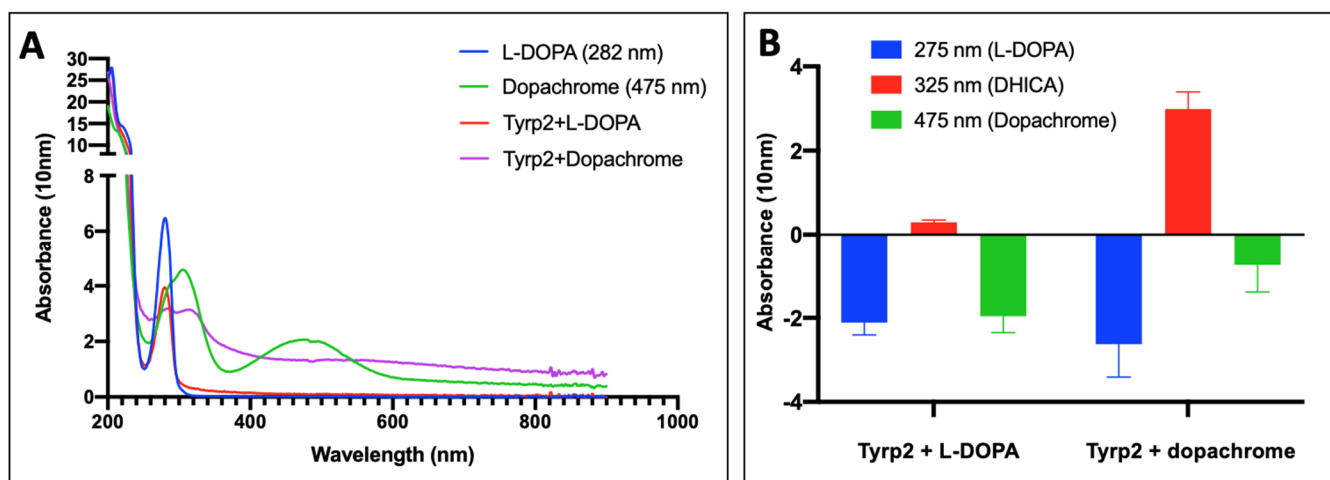 A
L-DOPA (282 nm)
Dopachrome (475 nm)
Tyrp2+L-DOPA
Tyrp2+Dopachrome
Absorbance (10nm)
30
25
20
15
10
8
6
4
2
0
200
400
600
800
1000
Wavelength (nm)
B
275 nm (L-DOPA)
325 nm (DHICA)
475 nm (Dopachrome)
Absorbance (10nm)
4
2
0
-2
-4
Tyrp2 + L-DOPA
Tyrp2 + dopachrome